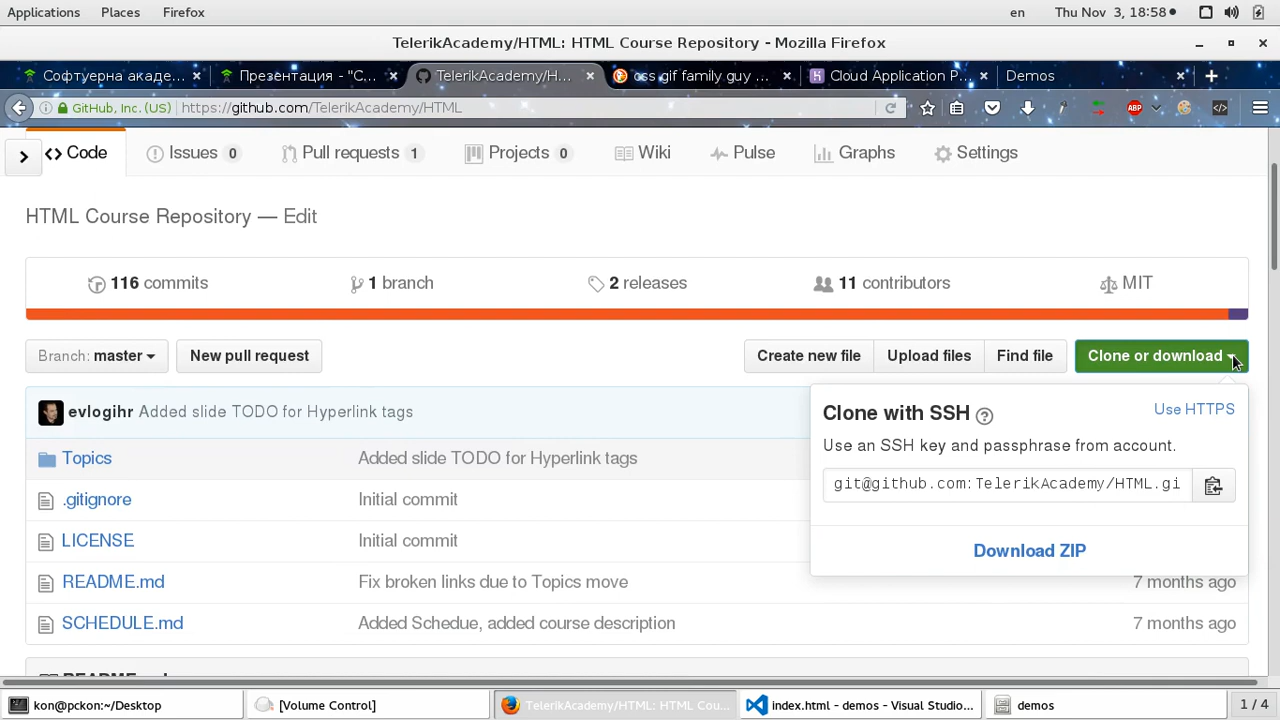 Applications Places Firefox en Thu Nov 3, 18:58
TelerikAcademy/HTML: HTML Course Repository - Mozilla Firefox
Софтуерна акаде... Презентация - "С... TelerikAcademy/H... css gif family guy ... Cloud Application P... Demos
GitHub, Inc. (US) https://github.com/TelerikAcademy/HTML ABP
Code Issues 0 Pull requests 1 Projects 0 Wiki Pulse Graphs Settings
HTML Course Repository — Edit
116 commits 1 branch 2 releases 11 contributors MIT
Branch: master New pull request Create new file Upload files Find file Clone or download
evlogihr Added slide TODO for Hyperlink tags
Clone with SSH Use HTTPS
Use an SSH key and passphrase from account.
git@github.com:TelerikAcademy/HTML.gi
Download ZIP
Topics Added slide TODO for Hyperlink tags
.gitignore Initial commit
LICENSE Initial commit
README.md Fix broken links due to Topics move 7 months ago
SCHEDULE.md Added Schedue, added course description 7 months ago
kon@pckon:~/Desktop [Volume Control] TelerikAcademy/HTML: HTML Cou... index.html - demos - Visual Studio... demos 1 / 4